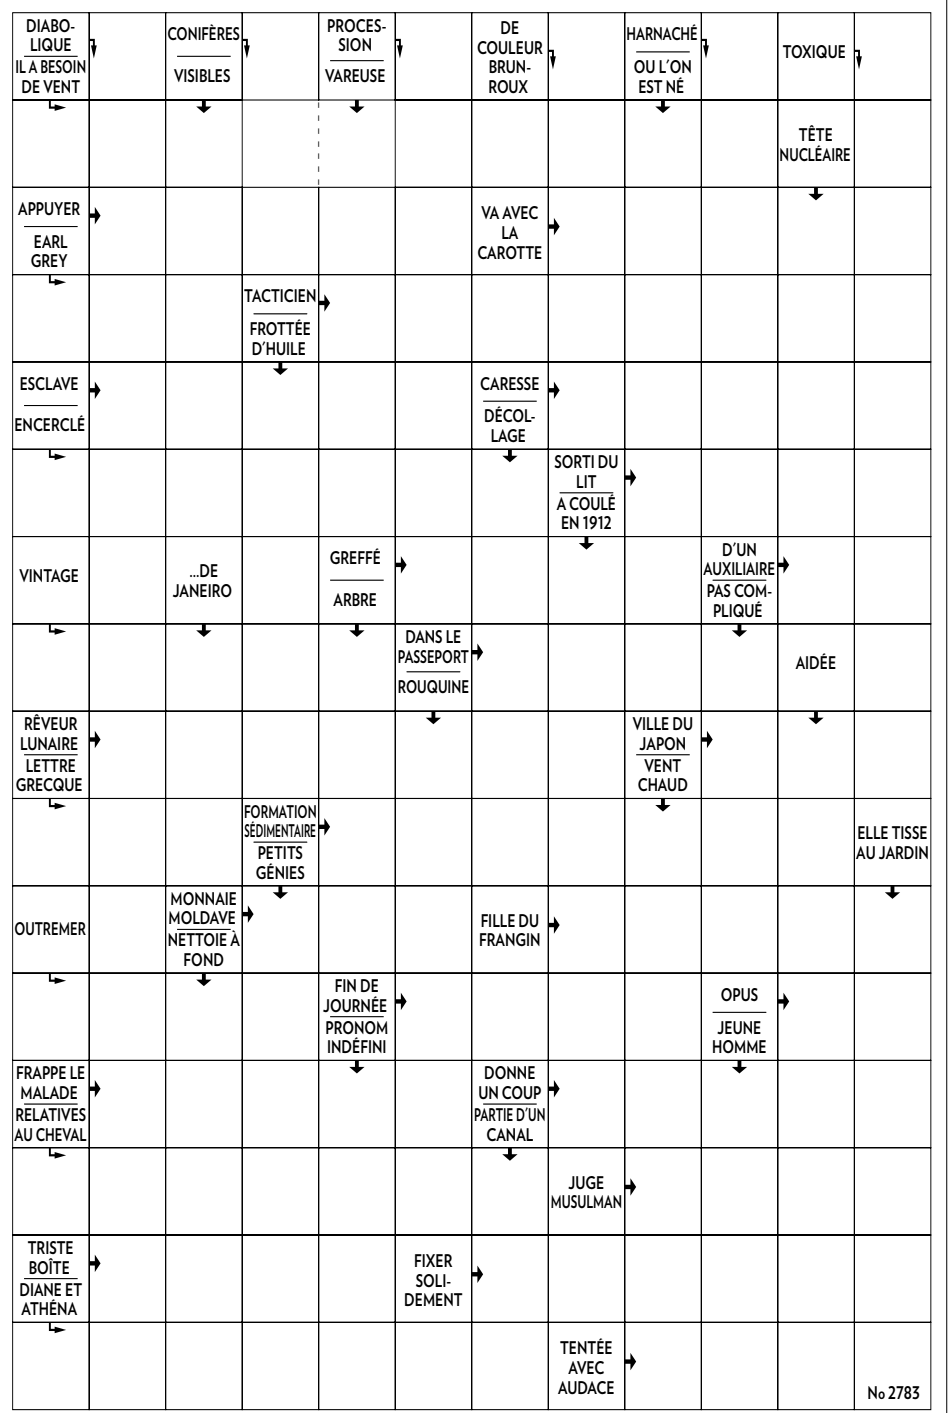 DIABO-
LIQUE
IL A BESOIN
DE VENT
CONIFÈRES
VISIBLES
PROCES-
SION
VAREUSE
DE
COULEUR
BRUN-
ROUX
HARNACHÉ
OU L'ON
EST NÉ
TOXIQUE
TÊTE
NUCLÉAIRE
APPUYER
EARL
GREY
VA AVEC
LA
CAROTTE
TACTICIEN
FROTTÉE
D'HUILE
ESCLAVE
ENCERCLÉ
CARESSE
DÉCOL-
LAGE
SORTI DU
LIT
A COULÉ
EN 1912
VINTAGE
...DE
JANEIRO
GREFFÉ
ARBRE
D'UN
AUXILIAIRE
PAS COM-
PLIQUÉ
DANS LE
PASSEPORT
ROUQUINE
AIDÉE
RÊVEUR
LUNAIRE
LETTRE
GRECQUE
VILLE DU
JAPON
VENT
CHAUD
FORMATION
SÉDIMENTAIRE
PETITS
GÉNIES
ELLE TISSE
AU JARDIN
OUTREMER
MONNAIE
MOLDAVE
NETTOIE À
FOND
FILLE DU
FRANGIN
FIN DE
JOURNÉE
PRONOM
INDÉFINI
OPUS
JEUNE
HOMME
FRAPPE LE
MALADE
RELATIVES
AU CHEVAL
DONNE
UN COUP
PARTIE D'UN
CANAL
JUGE
MUSULMAN
TRISTE
BOÎTE
DIANE ET
ATHÉNA
FIXER
SOLI-
DEMENT
TENTÉE
AVEC
AUDACE
No 2783